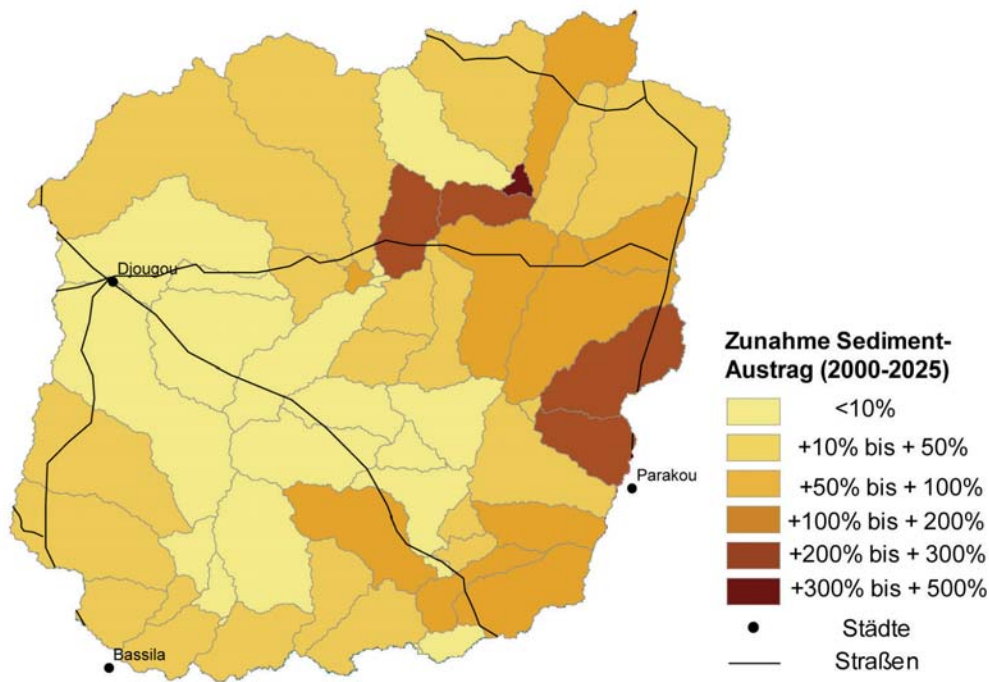 Djougou
Parakou
Bassila
Zunahme Sediment-
Austrag (2000-2025)
<10%
+10% bis + 50%
+50% bis + 100%
+100% bis + 200%
+200% bis + 300%
+300% bis + 500%
Städte
Straßen